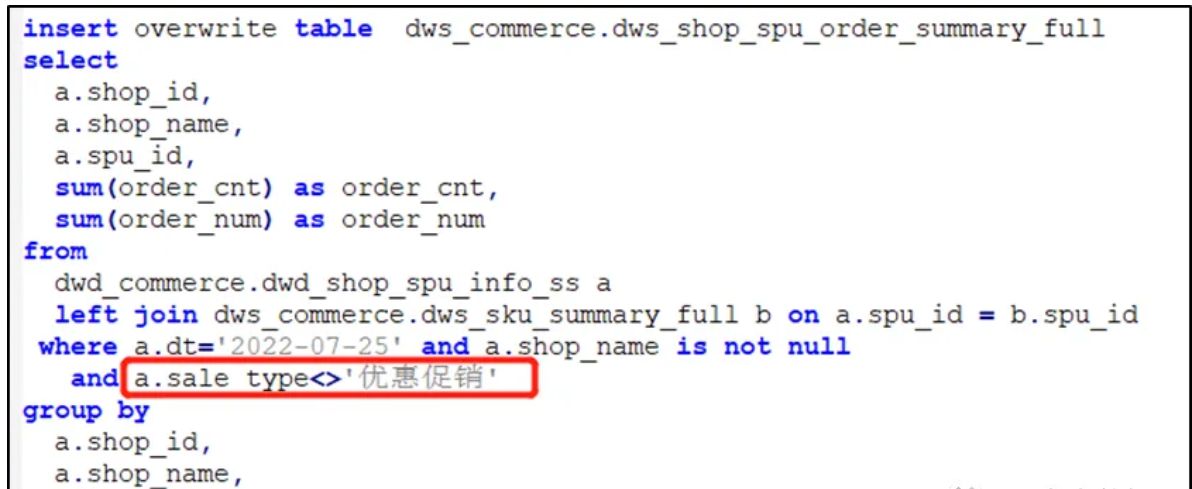 insert overwrite table dws_commerce.dws_shop_spu_order_summary_full
select
a.shop_id,
a.shop_name,
a.spu_id,
sum(order_cnt) as order_cnt,
sum(order_num) as order_num
from
dwd_commerce.dwd_shop_spu_info_ss a
left join dws_commerce.dws_sku_summary_full b on a.spu_id = b.spu_id
where a.dt='2022-07-25' and a.shop_name is not null
and a.sale_type<>'优惠促销'
group by
a.shop_id,
a.shop_name,